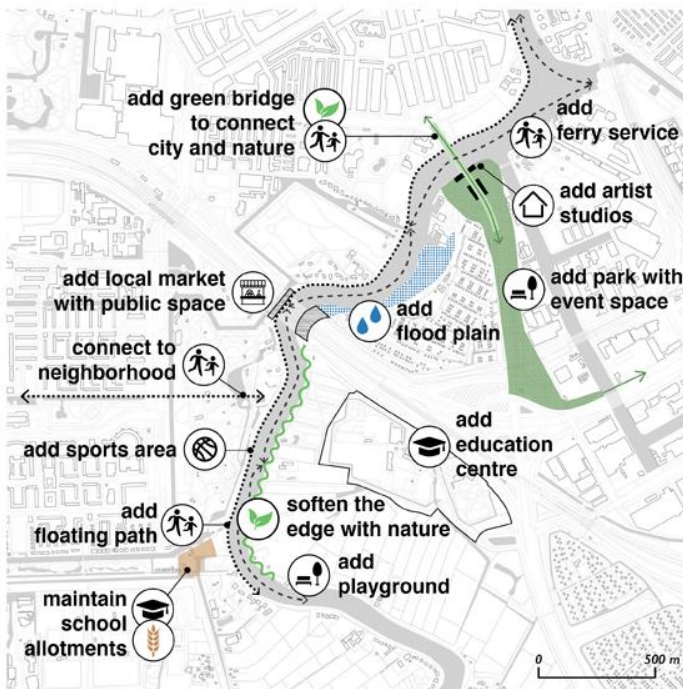 add green bridge
to connect
city and nature
add
ferry service
add artist
studios
add local market
with public space
add
flood plain
add park with
event space
connect to
neighborhood
add sports area
add
education
centre
add
floating path
soften the
edge with nature
add
playground
maintain
school
allotments
0
500 m